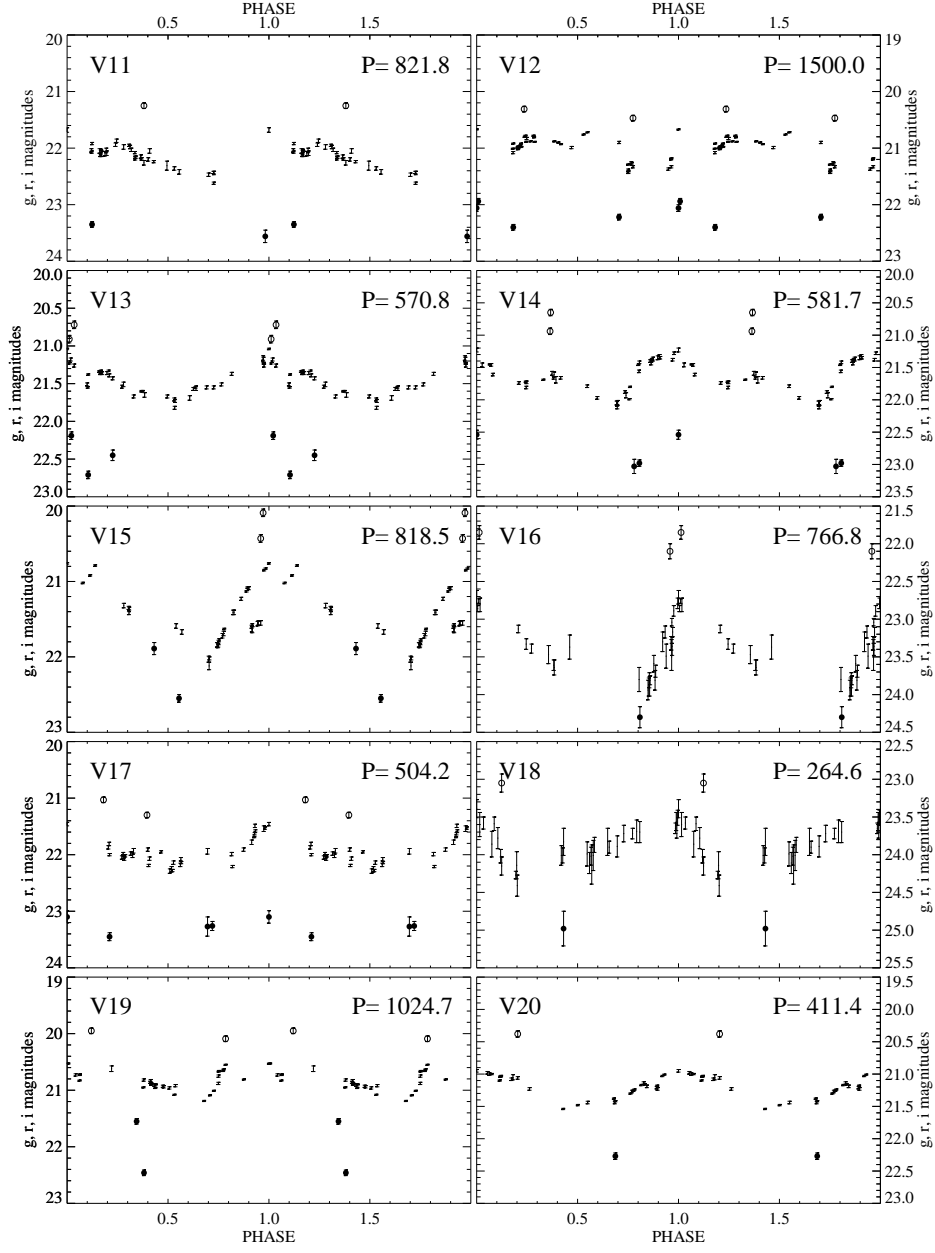 PHASE PHASE
0.5 1.0 1.5 0.5 1.0 1.5
V11 P= 821.8
20
21
22
23
24
g, r, i magnitudes
V12 P= 1500.0
19
20
21
22
23
g, r, i magnitudes
V13 P= 570.8
20.0
20.5
21.0
21.5
22.0
22.5
23.0
g, r, i magnitudes
V14 P= 581.7
20.0
20.5
21.0
21.5
22.0
22.5
23.0
23.5
g, r, i magnitudes
V15 P= 818.5
20
21
22
23
g, r, i magnitudes
V16 P= 766.8
21.5
22.0
22.5
23.0
23.5
24.0
24.5
g, r, i magnitudes
V17 P= 504.2
20
21
22
23
24
g, r, i magnitudes
V18 P= 264.6
22.5
23.0
23.5
24.0
24.5
25.0
25.5
g, r, i magnitudes
V19 P= 1024.7
19
20
21
22
23
g, r, i magnitudes
V20 P= 411.4
19.5
20.0
20.5
21.0
21.5
22.0
22.5
23.0
g, r, i magnitudes
0.5 1.0 1.5 0.5 1.0 1.5
PHASE PHASE